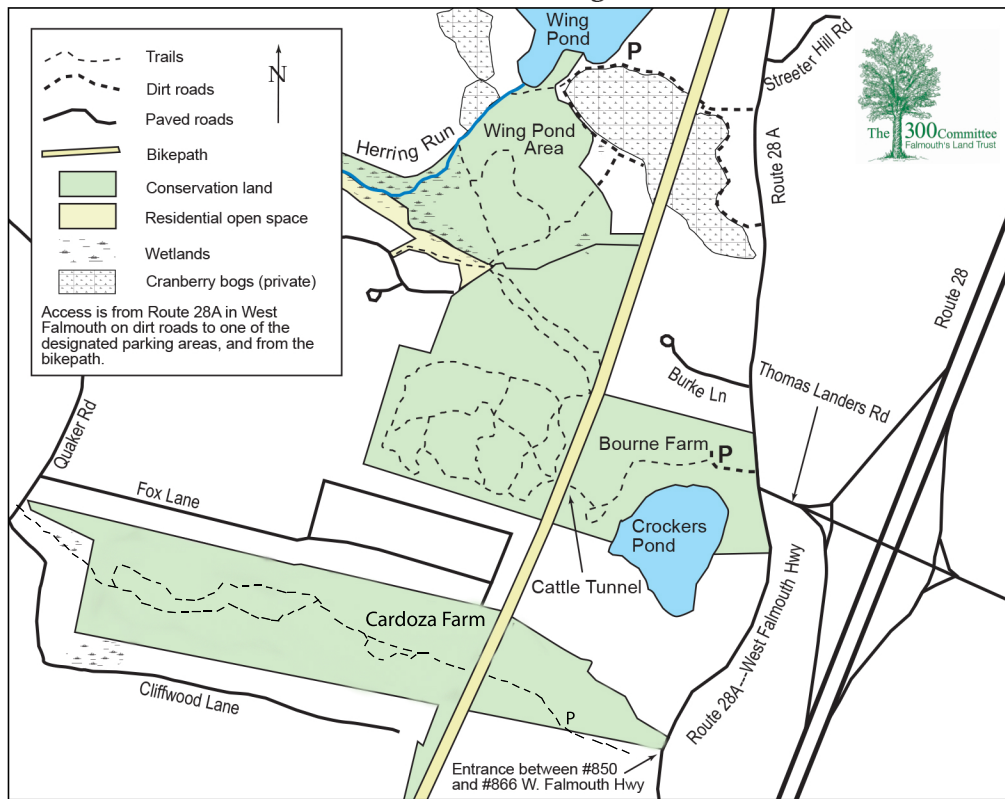 Trails
Dirt roads
Paved roads
Bikepath
Conservation land
Residential open space
Wetlands
Cranberry bogs (private)
Access is from Route 28A in West
Falmouth on dirt roads to one of the
designated parking areas, and from the
bikepath.
N
Wing
Pond
P
Streeter Hill Rd
The 300 Committee
Falmouth's Land Trust
Herring Run
Wing Pond
Area
Route 28 A
Route 28
Burke Ln
Thomas Landers Rd
Quaker Rd
Bourne Farm
P
Fox Lane
Crockers
Pond
Cattle Tunnel
Cardoza Farm
Route 28A---West Falmouth Hwy
Cliffwood Lane
P
Entrance between #850
and #866 W. Falmouth Hwy